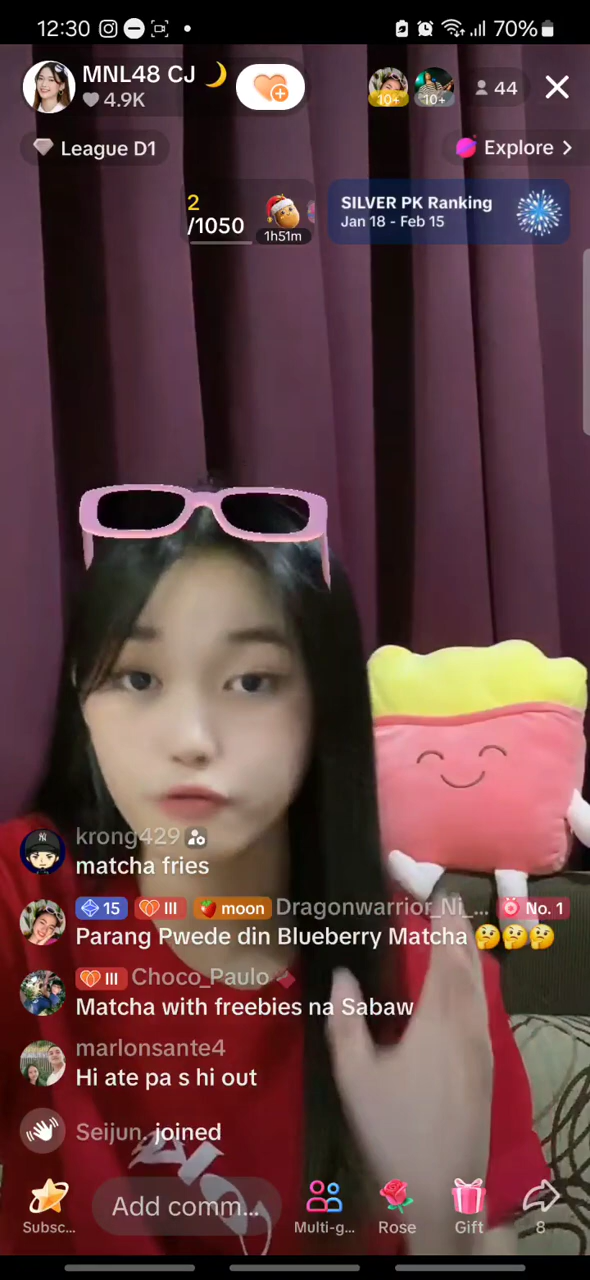 12:30
70%
MNL48 CJ 🌙
4.9K
10+
10+
44
League D1
Explore >
2
/1050
1h51m
SILVER PK Ranking
Jan 18 - Feb 15
krong429
matcha fries
15
III
moon
Dragonwarrior_Ni_...
No. 1
Parang Pwede din Blueberry Matcha 🤔🤔🤔
III
Choco_Paulo
Matcha with freebies na Sabaw
marlonsante4
Hi ate pa s hi out
Seijun. joined
Subsc...
Add comm...
Multi-g...
Rose
Gift
8